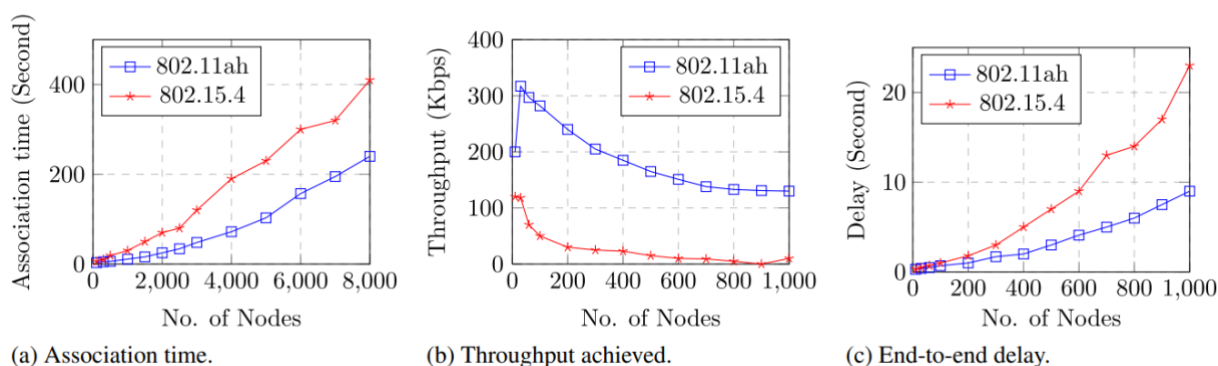 Association time (Second)
400
200
0
0
2,000
4,000
6,000
8,000
No. of Nodes
802.11ah
802.15.4
(a) Association time.
Throughput (Kbps)
400
300
200
100
0
0
200
400
600
800
1,000
No. of Nodes
802.11ah
802.15.4
(b) Throughput achieved.
Delay (Second)
20
10
0
0
200
400
600
800
1,000
No. of Nodes
802.11ah
802.15.4
(c) End-to-end delay.